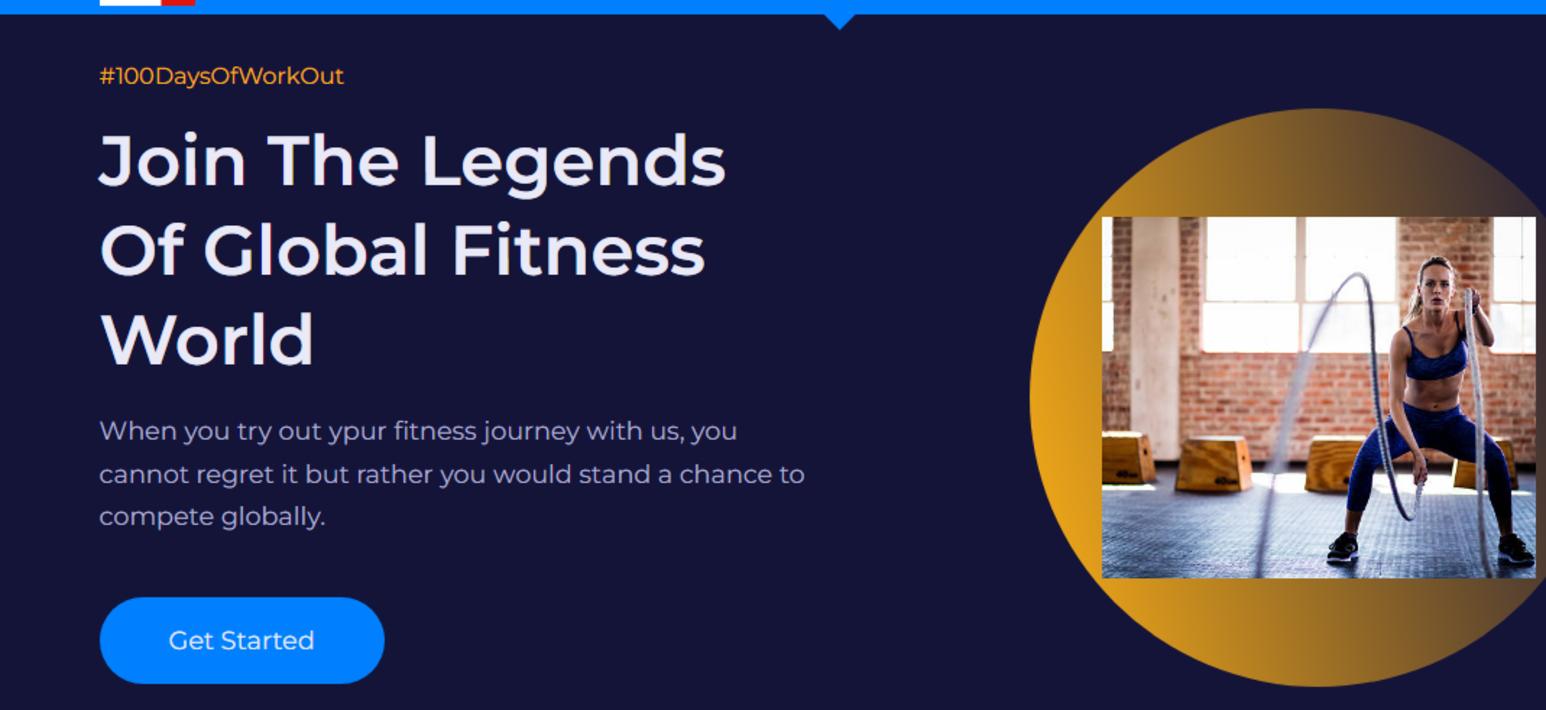 #100DaysOfWorkOut
Join The Legends
Of Global Fitness
World
When you try out ypur fitness journey with us, you
cannot regret it but rather you would stand a chance to
compete globally.
Get Started